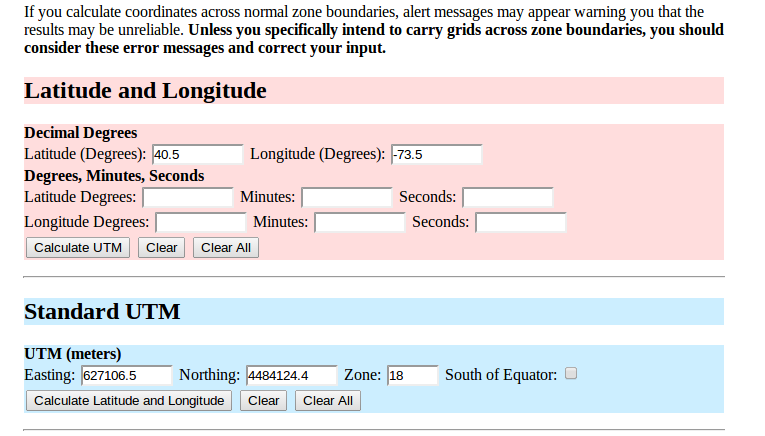 If you calculate coordinates across normal zone boundaries, alert messages may appear warning you that the
results may be unreliable. Unless you specifically intend to carry grids across zone boundaries, you should
consider these error messages and correct your input.
Latitude and Longitude
Decimal Degrees
Latitude (Degrees): 40.5 Longitude (Degrees): -73.5
Degrees, Minutes, Seconds
Latitude Degrees: Minutes: Seconds:
Longitude Degrees: Minutes: Seconds:
Calculate UTM Clear Clear All
Standard UTM
UTM (meters)
Easting: 627106.5 Northing: 4484124.4 Zone: 18 South of Equator:
Calculate Latitude and Longitude Clear Clear All